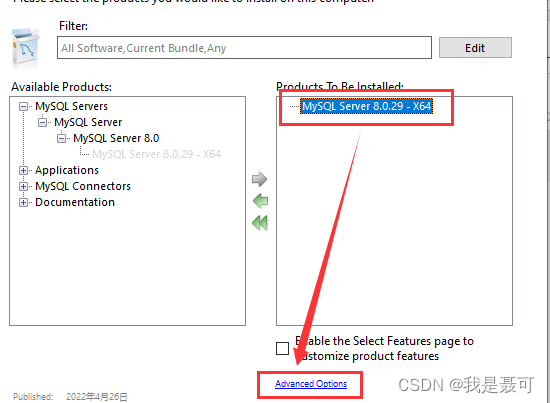 Please select the products you would like to install on this computer.
Filter:
All Software,Current Bundle,Any
Edit
Available Products:
MySQL Servers
MySQL Server
MySQL Server 8.0
MySQL Server 8.0.29 - X64
Applications
MySQL Connectors
Documentation
Products To Be Installed:
MySQL Server 8.0.29 - X64
Enable the Select Features page to
customize product features
Advanced Options
Published: 2022年4月26日
CSDN @我是聂可